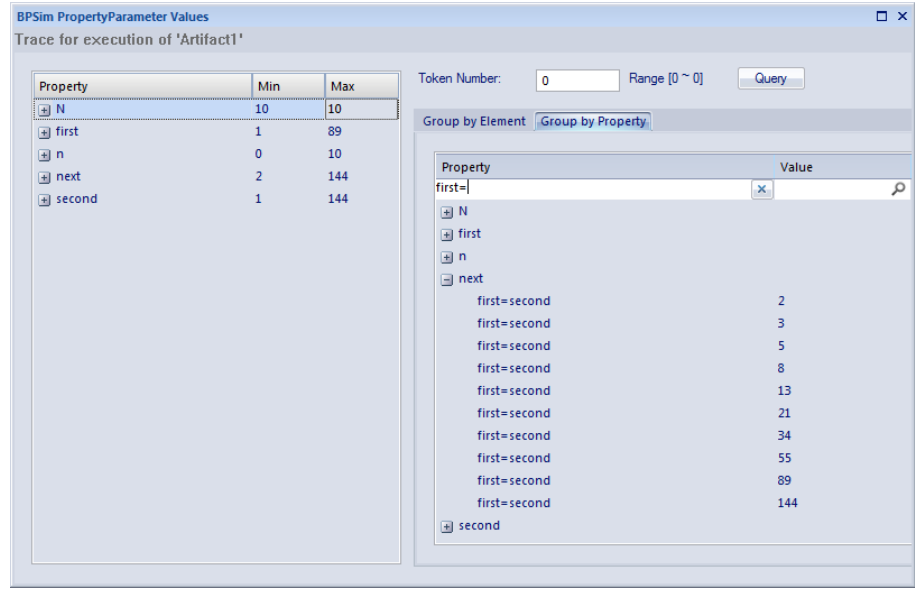 BPSim PropertyParameter Values
Trace for execution of 'Artifact1'
Property Min Max
N 10 10
first 1 89
n 0 10
next 2 144
second 1 144
Token Number: 0 Range [0 ~ 0] Query
Group by Element Group by Property
Property Value
first=
N
first
n
next
first=second 2
first=second 3
first=second 5
first=second 8
first=second 13
first=second 21
first=second 34
first=second 55
first=second 89
first=second 144
second